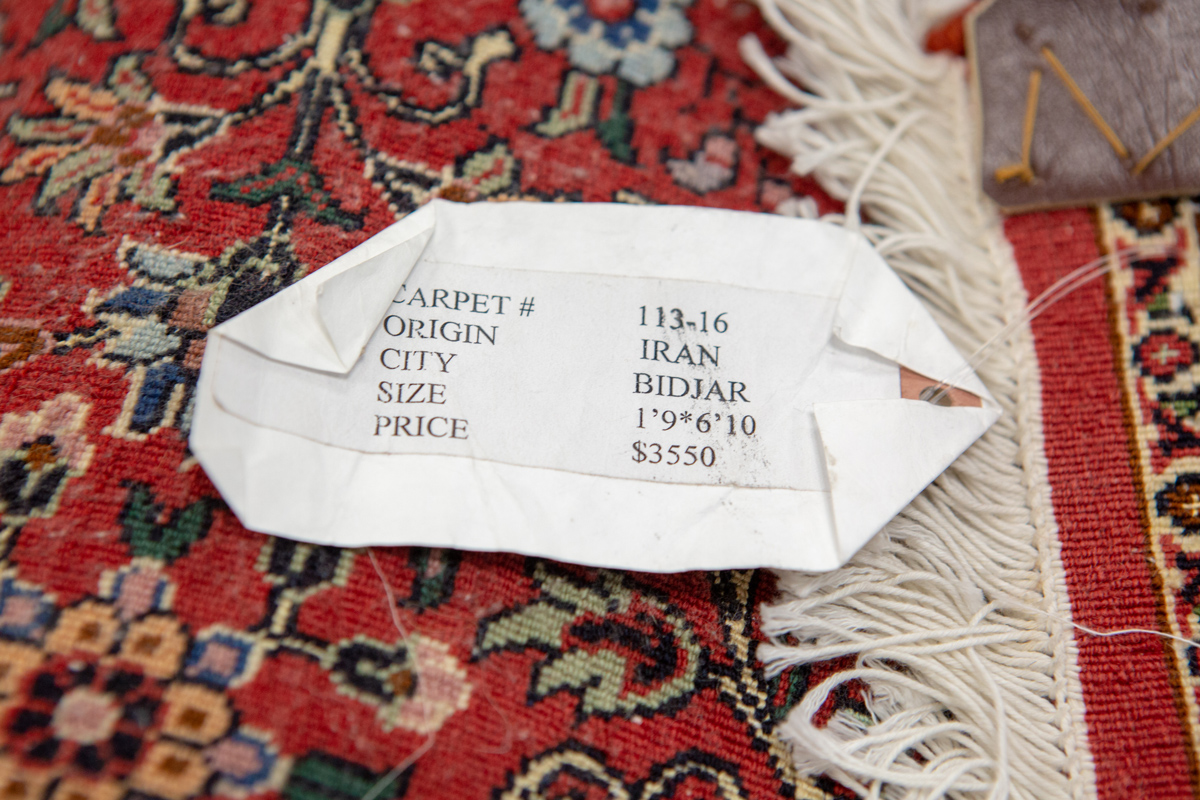 CARPET # 113-16
ORIGIN IRAN
CITY BIDJAR
SIZE 1’9*6’10
PRICE $3550